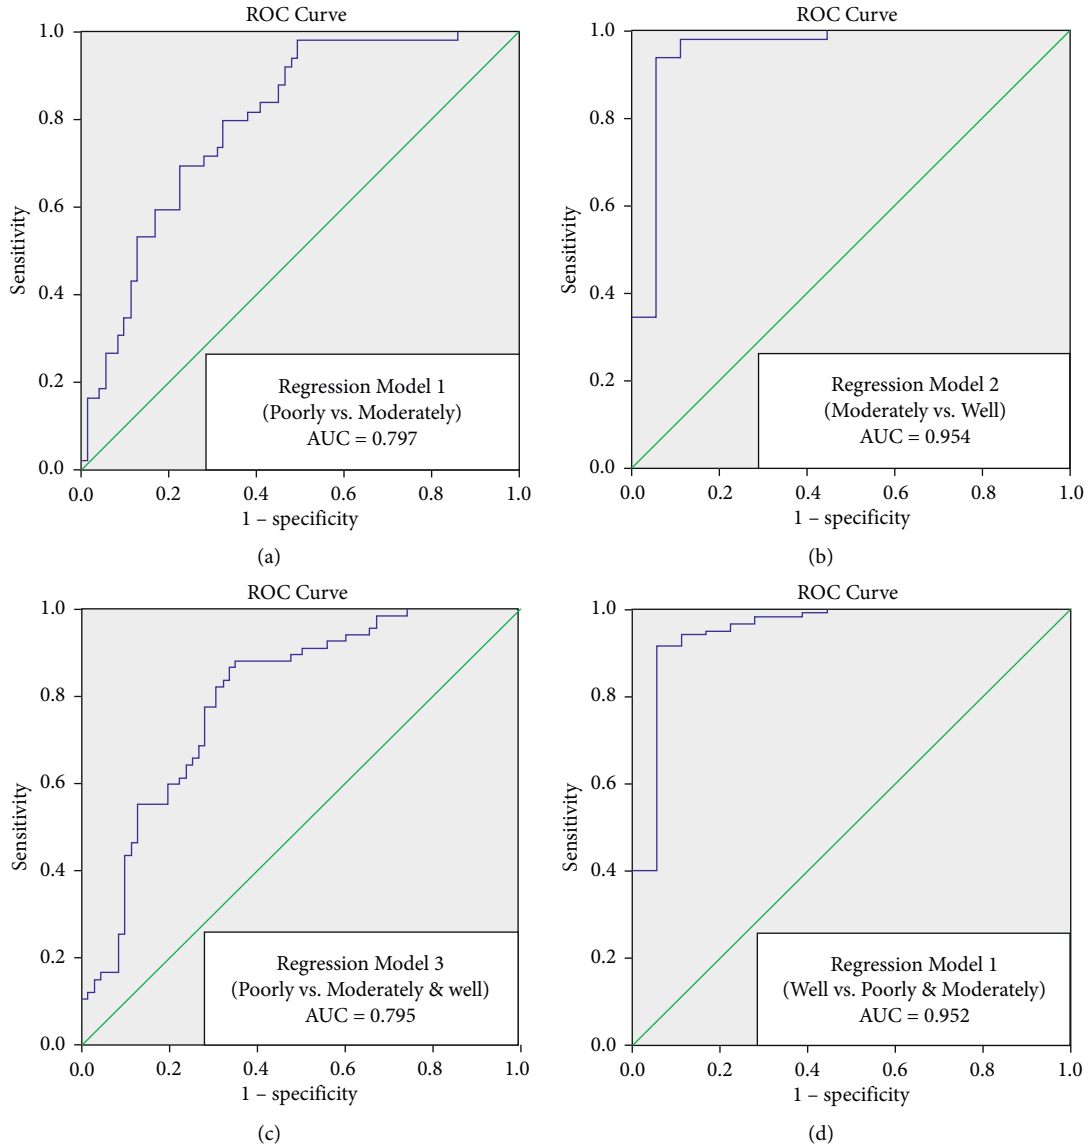 ROC Curve
1.0
0.8
0.6
0.4
0.2
0.0
Sensitivity
Regression Model 1
(Poorly vs. Moderately)
AUC = 0.797
0.0 0.2 0.4 0.6 0.8 1.0
1 – specificity
(a)
ROC Curve
1.0
0.8
0.6
0.4
0.2
0.0
Sensitivity
Regression Model 2
(Moderately vs. Well)
AUC = 0.954
0.0 0.2 0.4 0.6 0.8 1.0
1 – specificity
(b)
ROC Curve
1.0
0.8
0.6
0.4
0.2
0.0
Sensitivity
Regression Model 3
(Poorly vs. Moderately & well)
AUC = 0.795
0.0 0.2 0.4 0.6 0.8 1.0
1 – specificity
(c)
ROC Curve
1.0
0.8
0.6
0.4
0.2
0.0
Sensitivity
Regression Model 1
(Well vs. Poorly & Moderately)
AUC = 0.952
0.0 0.2 0.4 0.6 0.8 1.0
1 – specificity
(d)